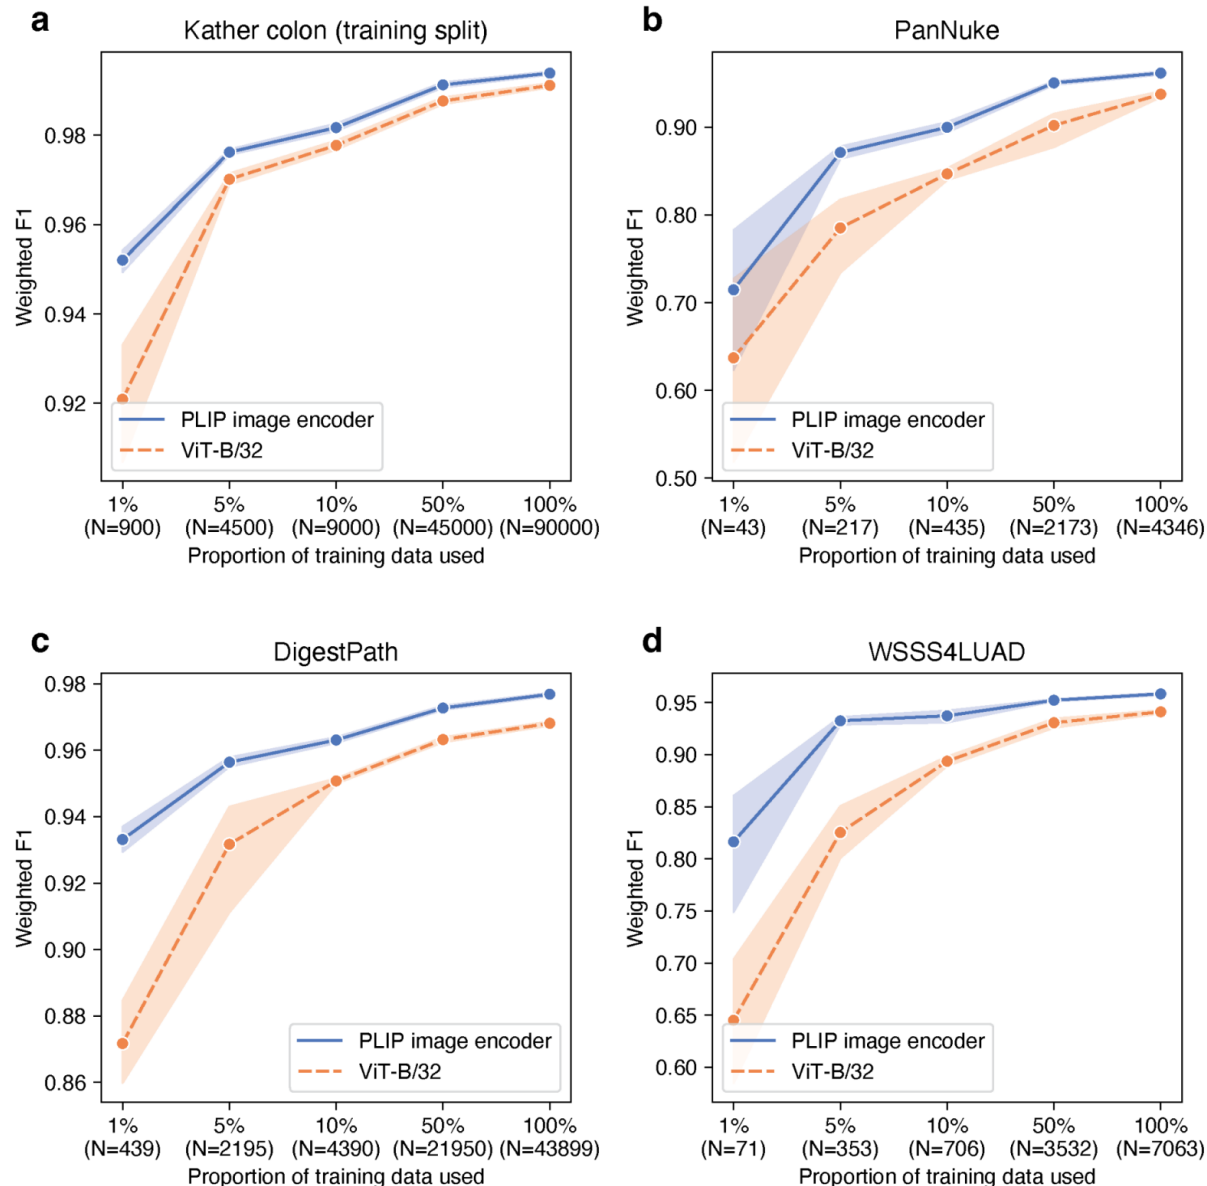 a
Kather colon (training split)
Weighted F1
0.98
0.96
0.94
0.92
PLIP image encoder
ViT-B/32
1% 5% 10% 50% 100%
(N=900) (N=4500) (N=9000) (N=45000) (N=90000)
Proportion of training data used
b
PanNuke
Weighted F1
0.90
0.80
0.70
0.60
0.50
PLIP image encoder
ViT-B/32
1% 5% 10% 50% 100%
(N=43) (N=217) (N=435) (N=2173) (N=4346)
Proportion of training data used
c
DigestPath
Weighted F1
0.98
0.96
0.94
0.92
0.90
0.88
0.86
PLIP image encoder
ViT-B/32
1% 5% 10% 50% 100%
(N=439) (N=2195) (N=4390) (N=21950) (N=43899)
Proportion of training data used
d
WSSS4LUAD
Weighted F1
0.95
0.90
0.85
0.80
0.75
0.70
0.65
0.60
PLIP image encoder
ViT-B/32
1% 5% 10% 50% 100%
(N=71) (N=353) (N=706) (N=3532) (N=7063)
Proportion of training data used